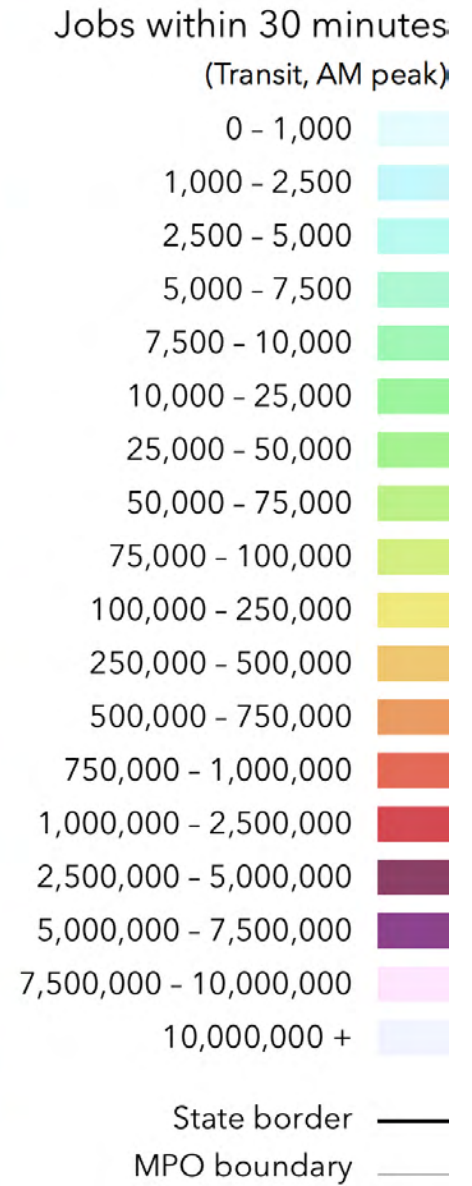 Jobs within 30 minutes
(Transit, AM peak)
0 – 1,000
1,000 – 2,500
2,500 – 5,000
5,000 – 7,500
7,500 – 10,000
10,000 – 25,000
25,000 – 50,000
50,000 – 75,000
75,000 – 100,000
100,000 – 250,000
250,000 – 500,000
500,000 – 750,000
750,000 – 1,000,000
1,000,000 – 2,500,000
2,500,000 – 5,000,000
5,000,000 – 7,500,000
7,500,000 – 10,000,000
10,000,000 +
State border
MPO boundary